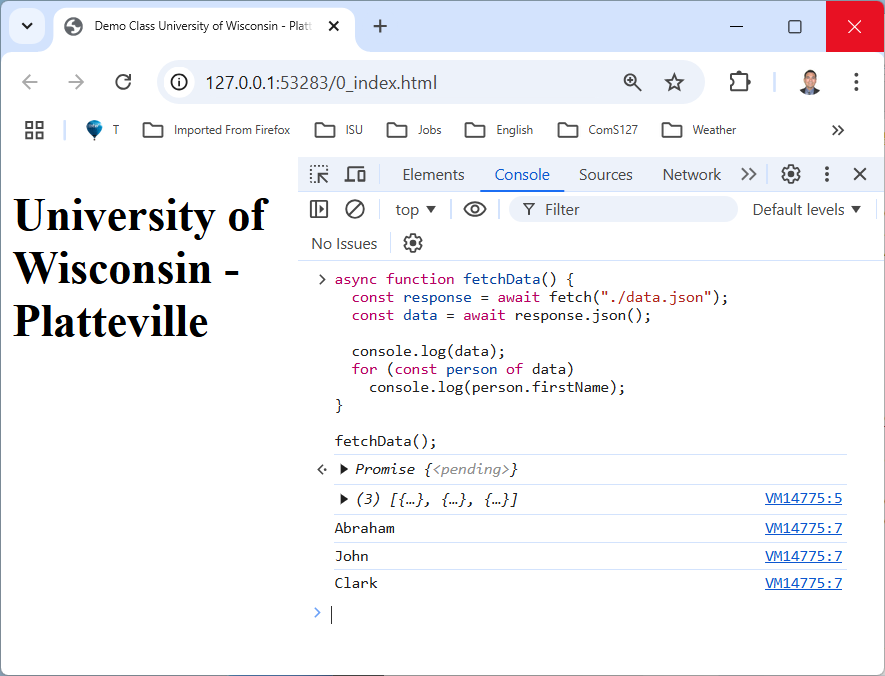 Demo Class University of Wisconsin - Platt
127.0.0.1:53283/0_index.html
T Imported From Firefox ISU Jobs English ComS127 Weather
University of
Wisconsin -
Platteville
Elements Console Sources Network
top Filter Default levels
No Issues
async function fetchData() {
  const response = await fetch("./data.json");
  const data = await response.json();
  console.log(data);
  for (const person of data)
    console.log(person.firstName);
}
fetchData();
Promise {<pending>}
(3) [{…}, {…}, {…}] VM14775:5
Abraham VM14775:7
John VM14775:7
Clark VM14775:7